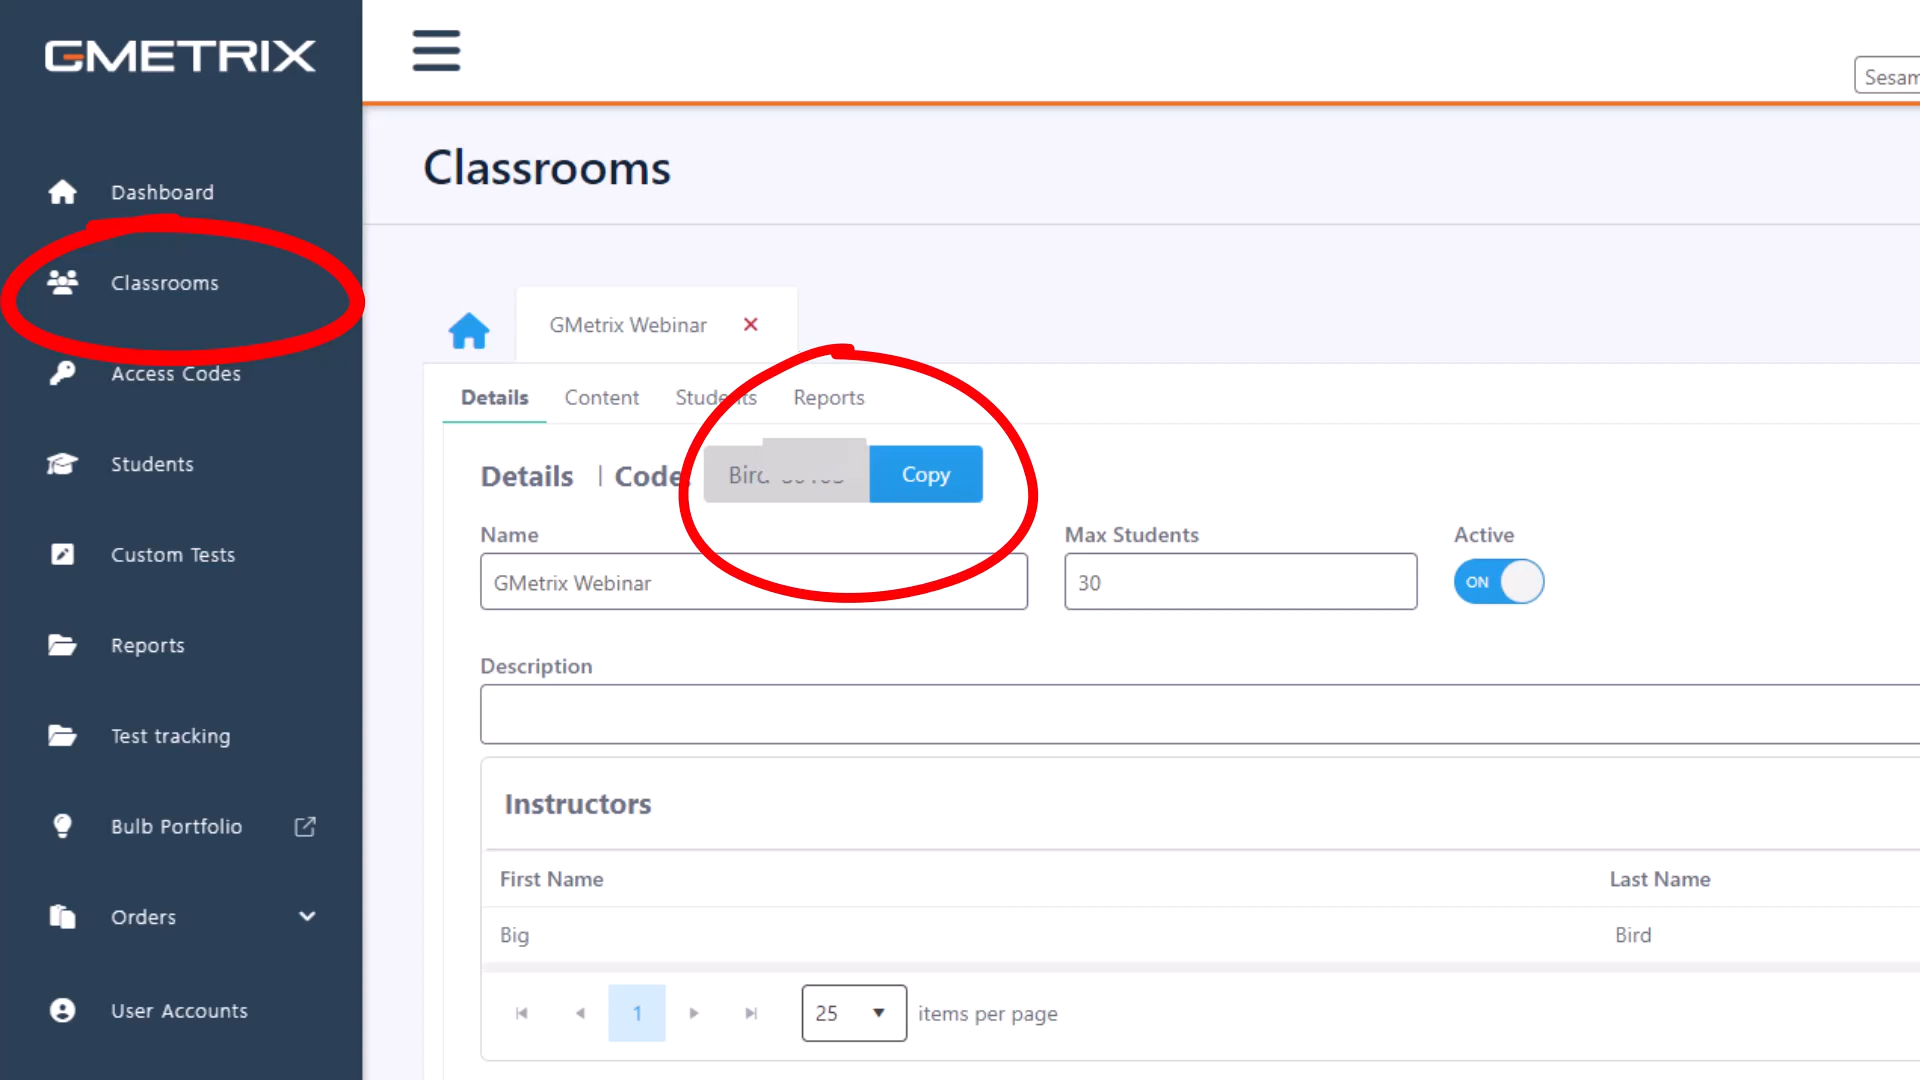 GMETRIX
Sesam
Dashboard
Classrooms
Access Codes
Students
Custom Tests
Reports
Test tracking
Bulb Portfolio
Orders
User Accounts
Classrooms
GMetrix Webinar
Details Content Students Reports
Details | Code: Copy
Name Max Students Active
GMetrix Webinar 30 ON
Description
Instructors
First Name Last Name
Big Bird
1 25 items per page